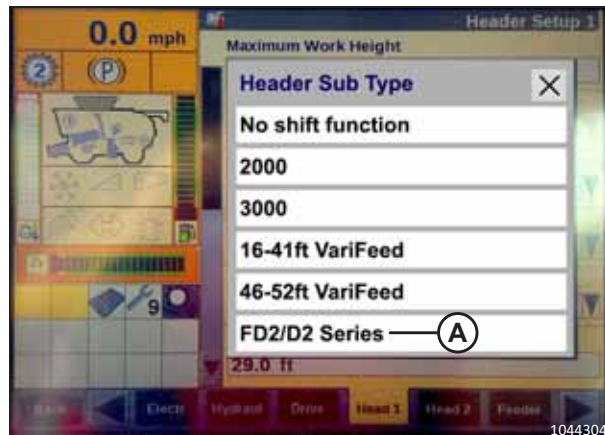 0.0 mph
Header Setup 1
Maximum Work Height
2
P
Header Sub Type
No shift function
2000
3000
16-41ft VariFeed
46-52ft VariFeed
FD2/D2 Series
A
9
29.0 ft
Back
Electr
Hydraul
Drive
Head 1
Head 2
Feeder
1044304